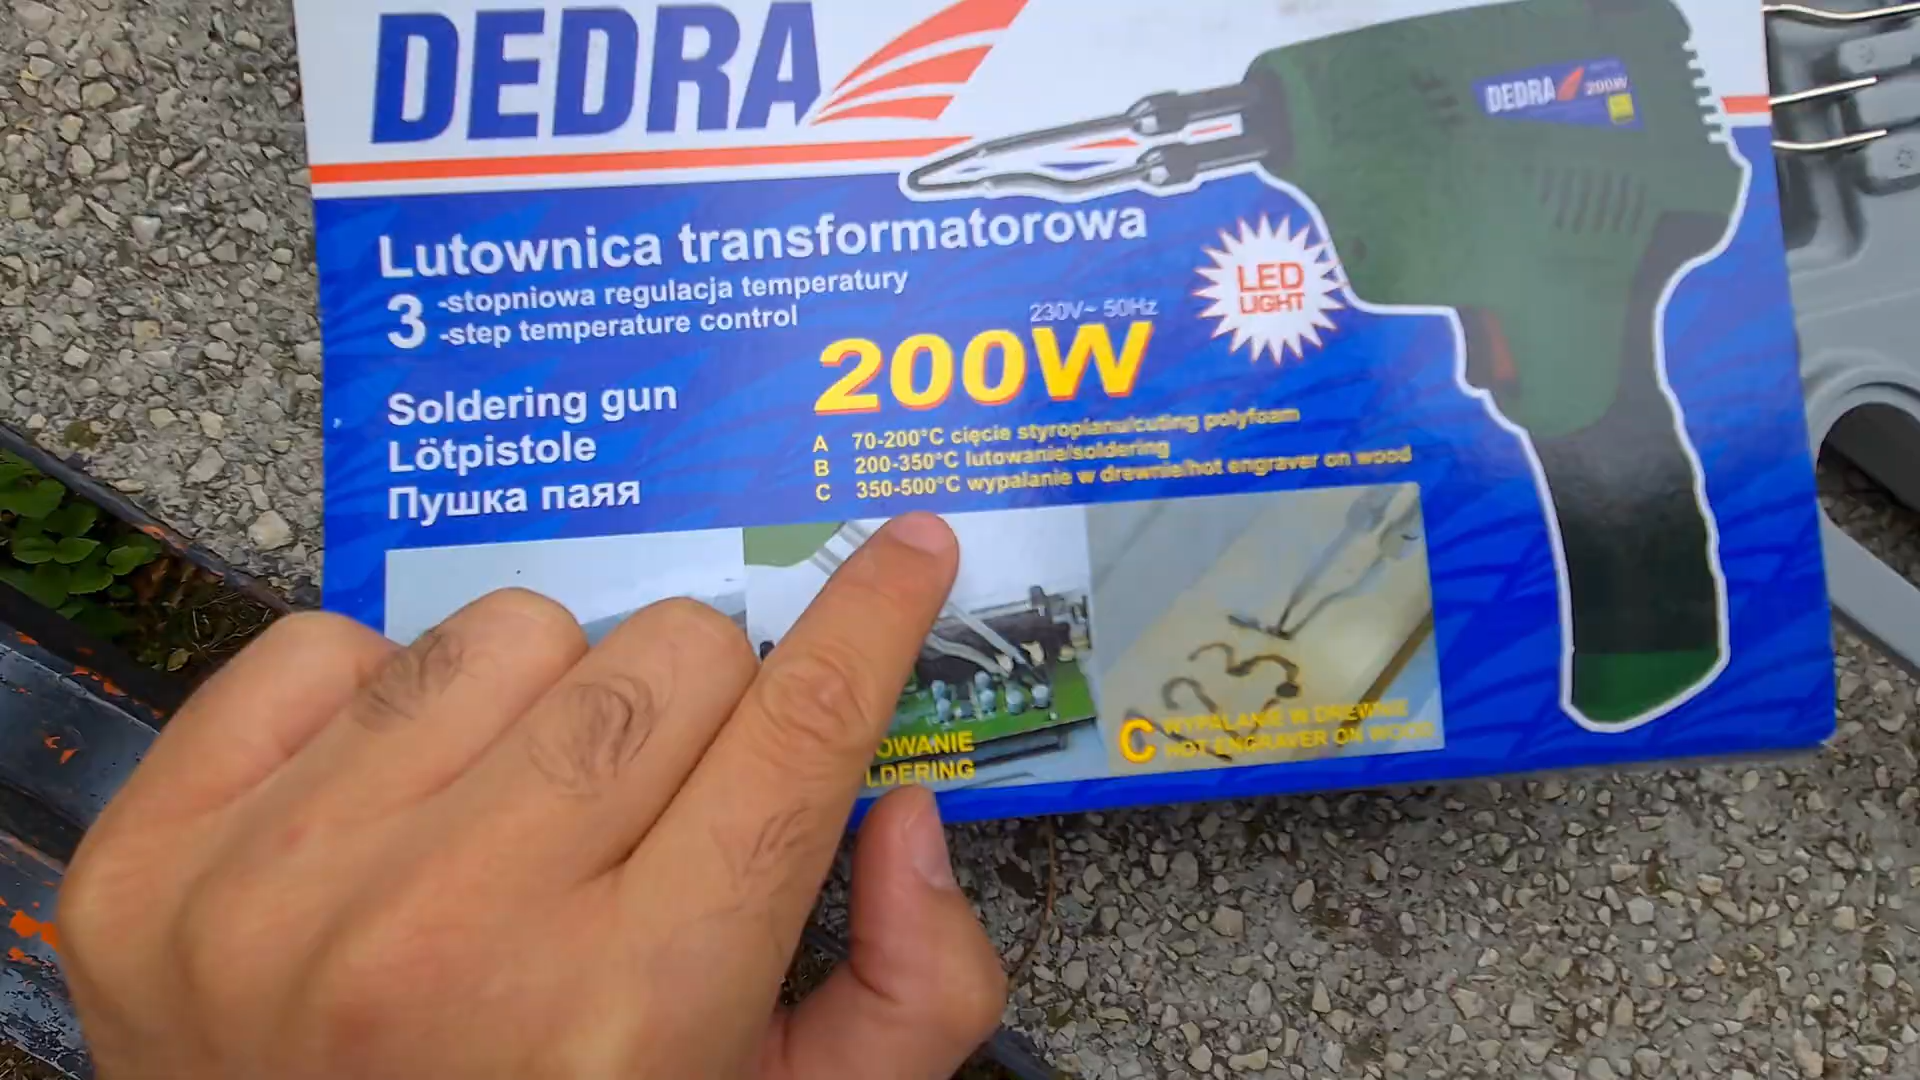 DEDRA
DEDRA
200W
Lutownica transformatorowa
3 -stopniowa regulacja temperatury
-step temperature control
LED
LIGHT
230V~ 50Hz
200W
Soldering gun
Lötpistole
Пушка паяя
A 70-200°C cięcie styropianu/cuting polyfoam
B 200-350°C lutowanie/soldering
C 350-500°C wypalanie w drewnie/hot engraver on wood
OWANIE
LDERING
C WYPALANIE W DREWNIE
HOT ENGRAVER ON WOOD